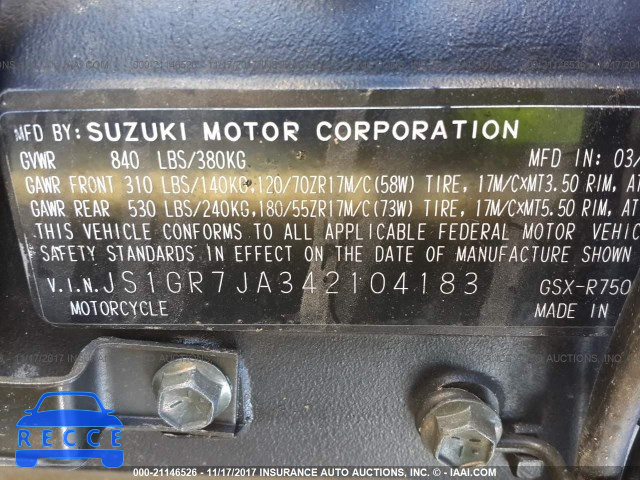 MFD BY: SUZUKI MOTOR CORPORATION
GVWR 840 LBS/380KG MFD IN: 03/
GAWR FRONT 310 LBS/140KG,120/70ZR17M/C(58W) TIRE, 17M/C×MT3.50 RIM, AT
GAWR REAR 530 LBS/240KG,180/55ZR17M/C(73W) TIRE, 17M/C×MT5.50 RIM, AT
THIS VEHICLE CONFORMS TO ALL APPLICABLE FEDERAL MOTOR VEHICL
SAFETY STANDARDS IN EFFECT ON THE DATE OF MANUFACTURE SHOWN
V.I.N. JS1GR7JA342104183 GSX-R750
MOTORCYCLE MADE IN
RECCE
000-21146526 - 11/17/2017 - INSURANCE AUTO AUCTIONS, INC. - © - IAAI.COM